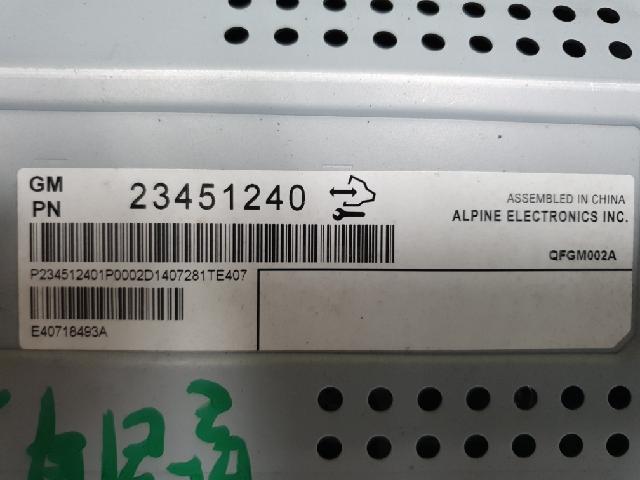 GM
PN 23451240
ASSEMBLED IN CHINA
ALPINE ELECTRONICS INC.
QFGM002A
P234512401P0002D1407281TE407
E40718493A